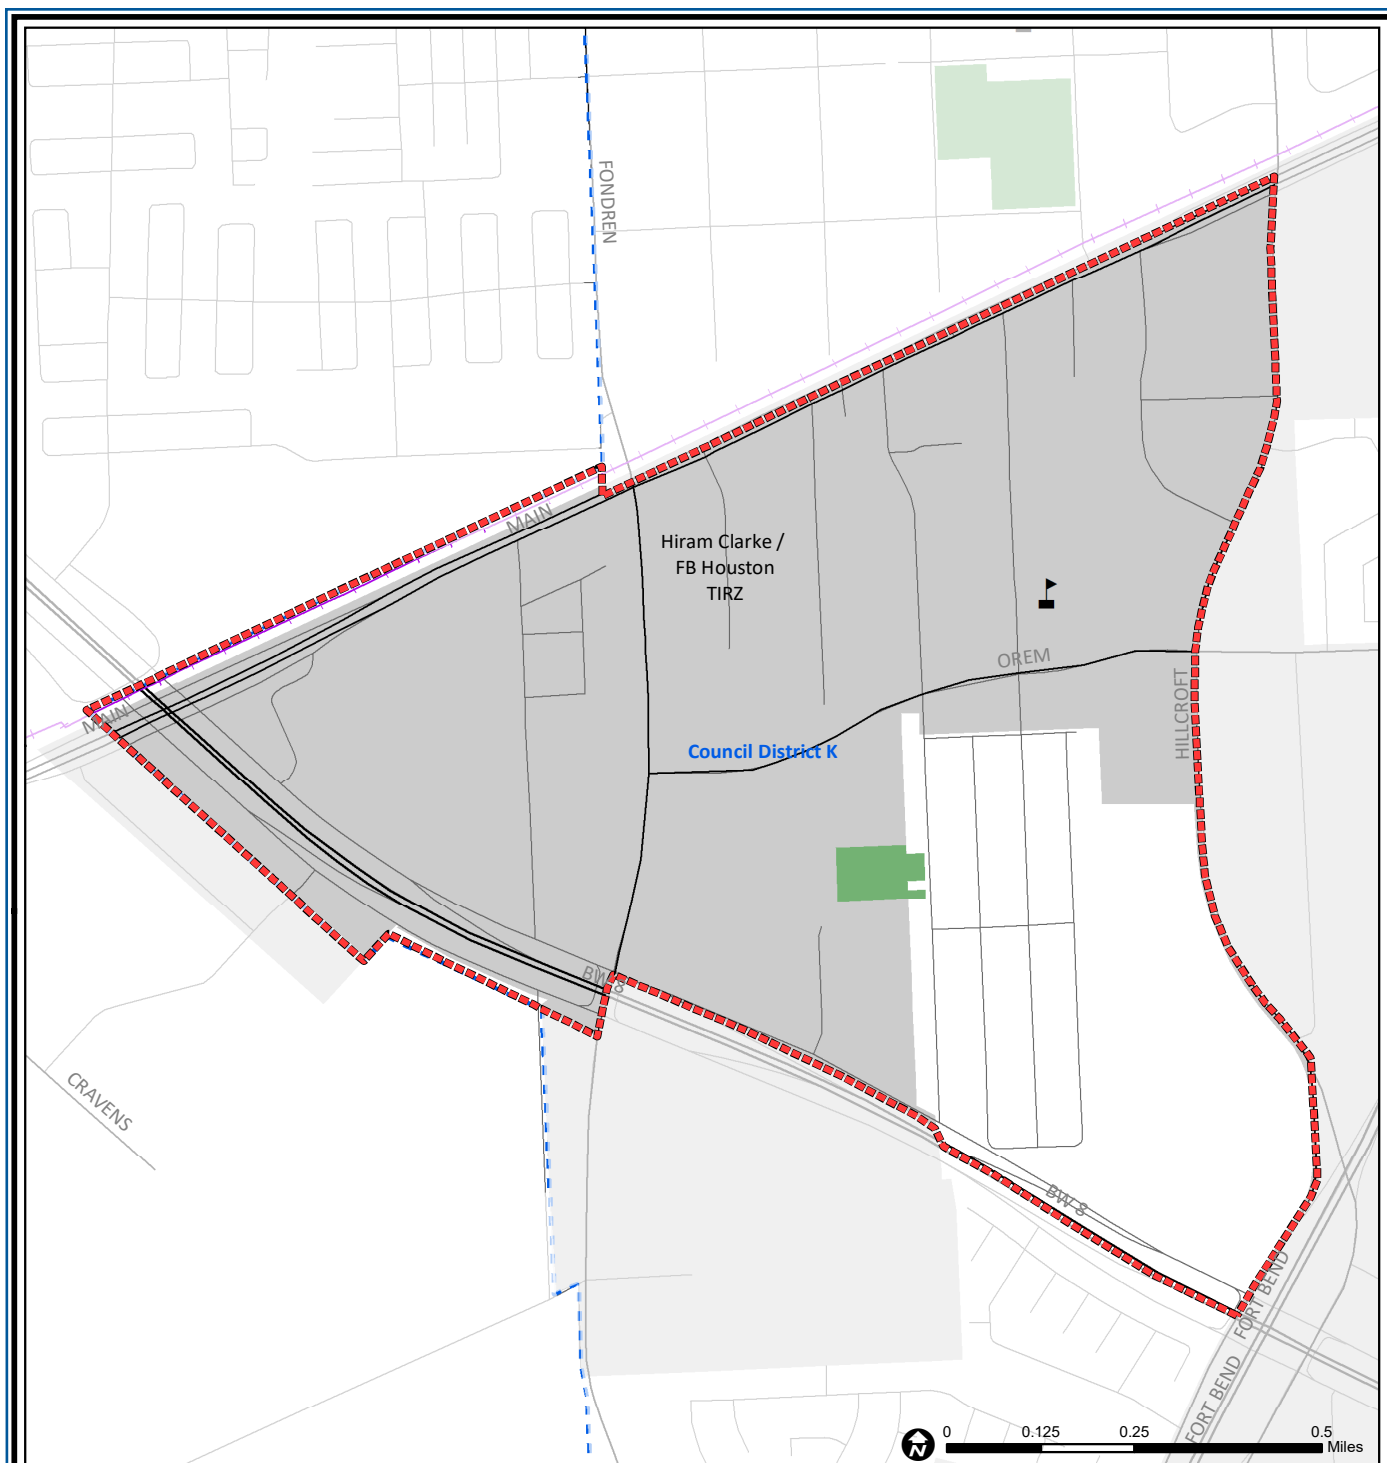 FONDREN
MAIN
Hiram Clarke /
FB Houston
TIRZ
OREM
HILLCROFT
MAIN
Council District K
BW 8
CRAVENS
BW 8
FORT BEND
FORT BEND
N
0 0.125 0.25 0.5
Miles